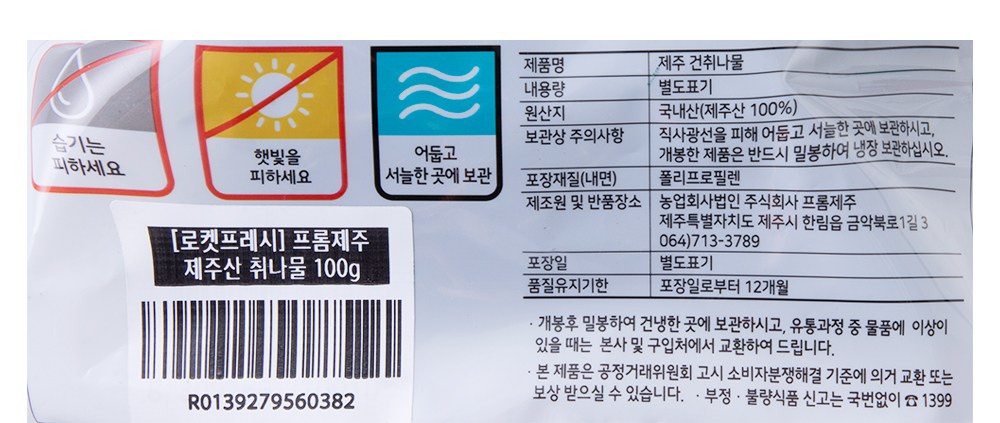 습기는
피하세요
햇빛을
피하세요
어둡고
서늘한 곳에 보관
[로켓프레시] 프롬제주
제주산 취나물 100g
R0139279560382
제품명 제주 건취나물
내용량 별도표기
원산지 국내산(제주산 100%)
보관상 주의사항 직사광선을 피해 어둡고 서늘한 곳에 보관하시고,
개봉한 제품은 반드시 밀봉하여 냉장 보관하십시오.
포장재질(내면) 폴리프로필렌
제조원 및 반품장소 농업회사법인 주식회사 프롬제주
제주특별자치도 제주시 한림읍 금악북로1길 3
064)713-3789
포장일 별도표기
품질유지기한 포장일로부터 12개월
· 개봉후 밀봉하여 건냉한 곳에 보관하시고, 유통과정 중 물품에 이상이
있을 때는 본사 및 구입처에서 교환하여 드립니다.
· 본 제품은 공정거래위원회 고시 소비자분쟁해결 기준에 의거 교환 또는
보상 받으실 수 있습니다. · 부정 · 불량식품 신고는 국번없이 ☎ 1399